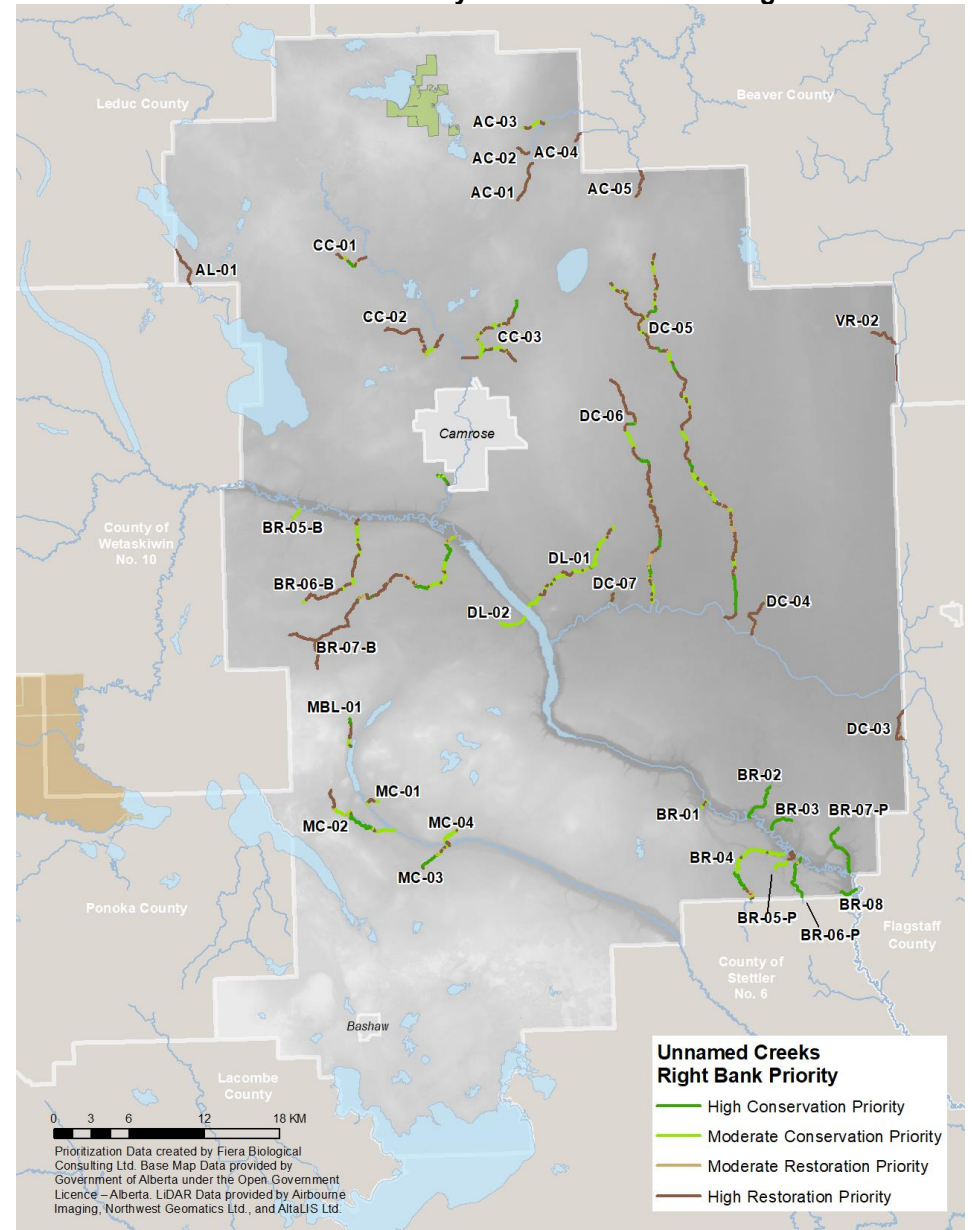 Leduc County
Beaver County
AC-03
AC-02
AC-04
AC-01
AC-05
CC-01
AL-01
CC-02
CC-03
DC-05
VR-02
DC-06
Camrose
BR-05-B
County of
Wetaskiwin
No. 10
DL-01
BR-06-B
DC-07
DL-02
DC-04
BR-07-B
MBL-01
DC-03
BR-02
MC-01
BR-01
BR-03
BR-07-P
MC-02
MC-04
BR-04
MC-03
Ponoka County
BR-05-P
BR-08
BR-06-P
Flagstaff
County
County of
Stettler
No. 6
Bashaw
Lacombe
County
Unnamed Creeks
Right Bank Priority
High Conservation Priority
Moderate Conservation Priority
Moderate Restoration Priority
High Restoration Priority
0 3 6 12 18 KM
Prioritization Data created by Fiera Biological
Consulting Ltd. Base Map Data provided by
Government of Alberta under the Open Government
Licence – Alberta. LiDAR Data provided by Airbourne
Imaging, Northwest Geomatics Ltd., and AltaLIS Ltd.